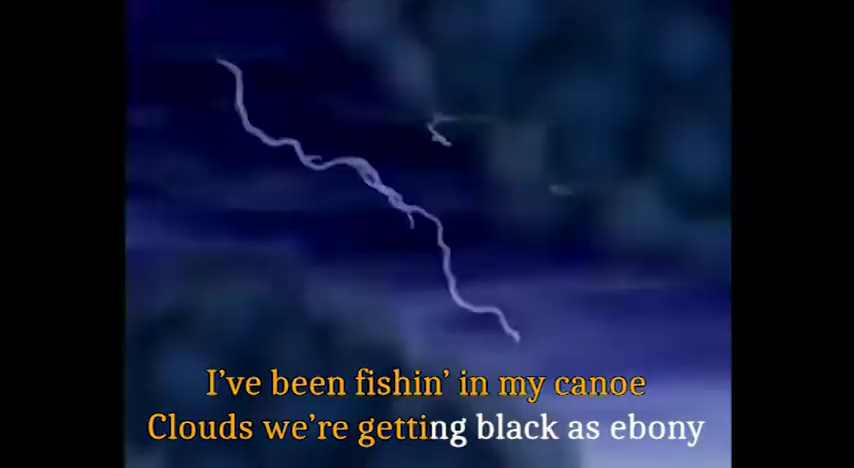 I’ve been fishin’ in my canoe
Clouds we’re getting black as ebony